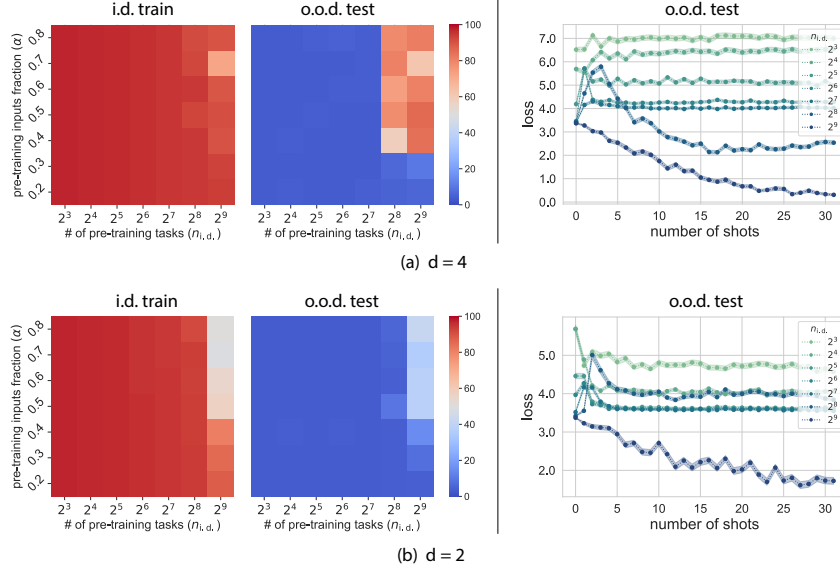 i.d. train
o.o.d. test
o.o.d. test
pre-training inputs fraction (α)
0.8
0.7
0.6
0.5
0.4
0.3
0.2
2³ 2⁴ 2⁵ 2⁶ 2⁷ 2⁸ 2⁹
# of pre-training tasks (n i,d,)
2³ 2⁴ 2⁵ 2⁶ 2⁷ 2⁸ 2⁹
# of pre-training tasks (n i,d,)
100
80
60
40
20
0
loss
7.0
6.0
5.0
4.0
3.0
2.0
1.0
0.0
0 5 10 15 20 25 30
number of shots
n i,d.
2³
2⁴
2⁵
2⁶
2⁷
2⁸
2⁹
(a) d = 4
i.d. train
o.o.d. test
o.o.d. test
pre-training inputs fraction (α)
0.8
0.7
0.6
0.5
0.4
0.3
0.2
2³ 2⁴ 2⁵ 2⁶ 2⁷ 2⁸ 2⁹
# of pre-training tasks (n i,d,)
2³ 2⁴ 2⁵ 2⁶ 2⁷ 2⁸ 2⁹
# of pre-training tasks (n i,d,)
100
80
60
40
20
0
loss
5.0
4.0
3.0
2.0
0 5 10 15 20 25 30
number of shots
n i,d.
2³
2⁴
2⁵
2⁶
2⁷
2⁸
2⁹
(b) d = 2